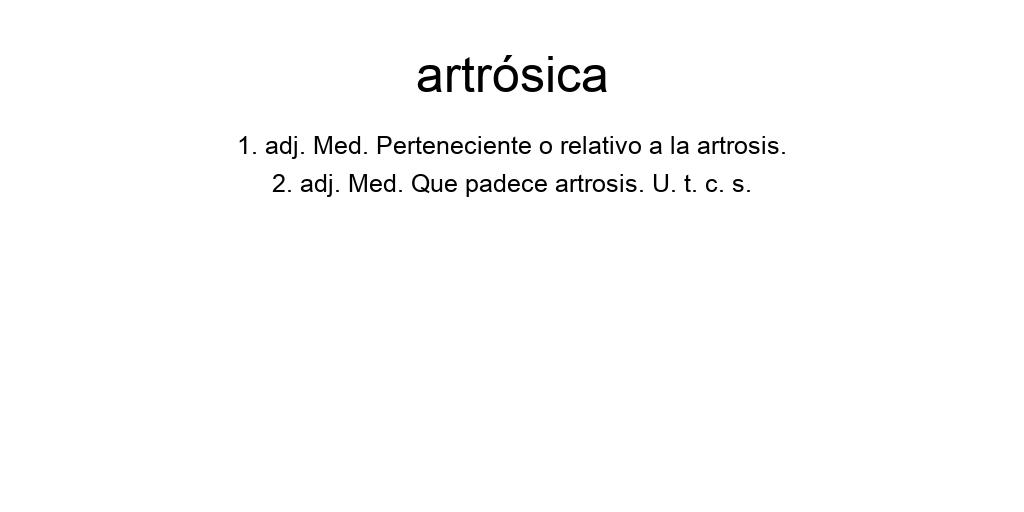 artrósica
1. adj. Med. Perteneciente o relativo a la artrosis.
2. adj. Med. Que padece artrosis. U. t. c. s.